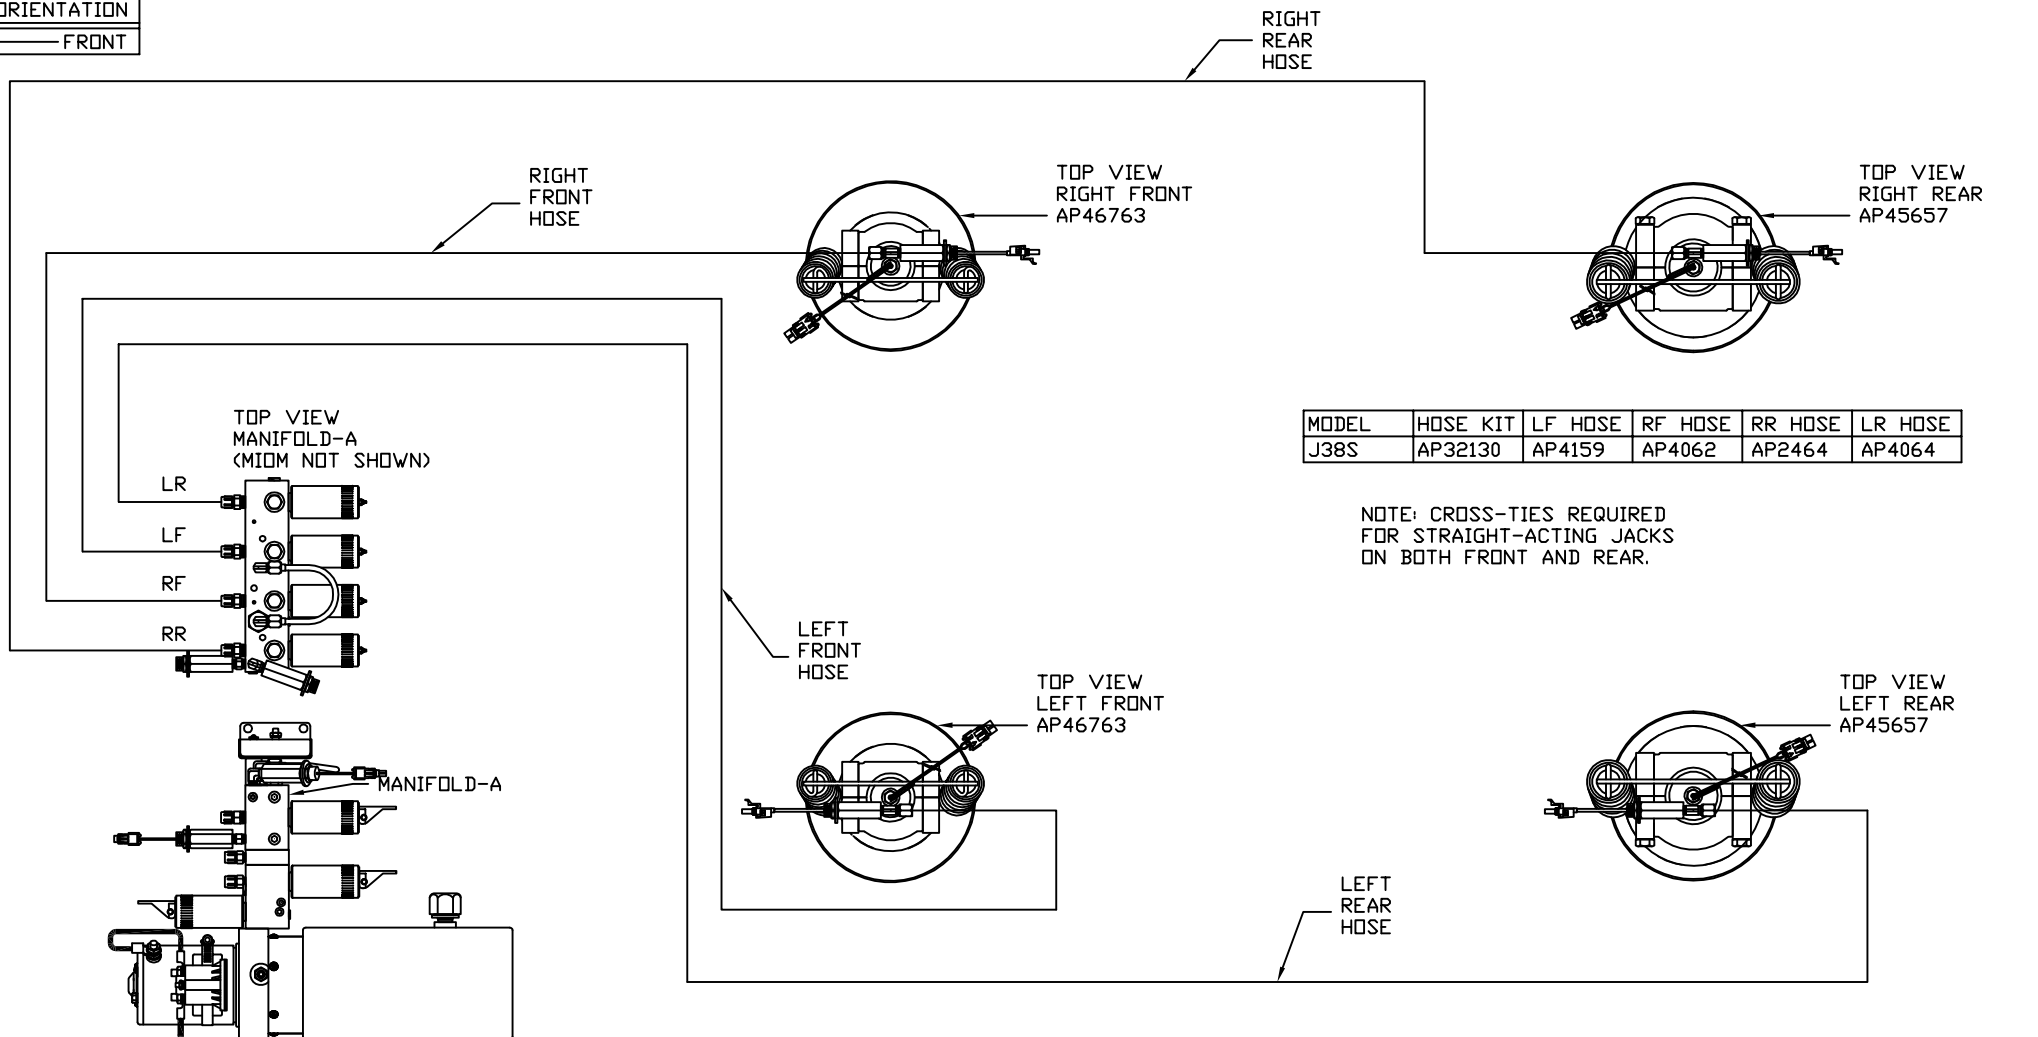 ORIENTATION
FRONT
RIGHT
REAR
HOSE
RIGHT
FRONT
HOSE
TOP VIEW
RIGHT FRONT
AP46763
TOP VIEW
RIGHT REAR
AP45657
TOP VIEW
MANIFOLD-A
(MIOM NOT SHOWN)
LR
LF
RF
RR
MODEL HOSE KIT LF HOSE RF HOSE RR HOSE LR HOSE
J38S AP32130 AP4159 AP4062 AP2464 AP4064
NOTE: CROSS-TIES REQUIRED
FOR STRAIGHT-ACTING JACKS
ON BOTH FRONT AND REAR.
LEFT
FRONT
HOSE
TOP VIEW
LEFT FRONT
AP46763
TOP VIEW
LEFT REAR
AP45657
MANIFOLD-A
LEFT
REAR
HOSE